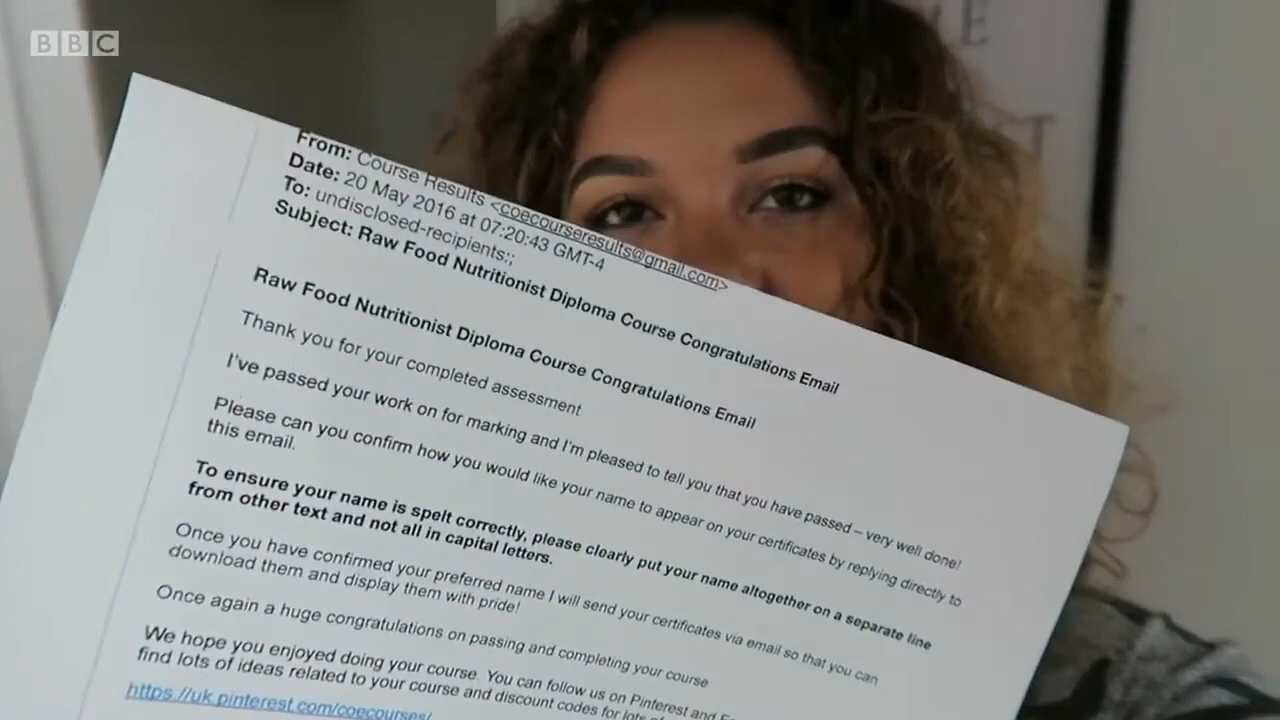 BBC
ME
T
From: Course Results <coecourseresults@gmail.com>
Date: 20 May 2016 at 07:20:43 GMT-4
To: undisclosed-recipients:;
Subject: Raw Food Nutritionist Diploma Course Congratulations Email
Raw Food Nutritionist Diploma Course Congratulations Email
Thank you for your completed assessment
I've passed your work on for marking and I'm pleased to tell you that you have passed – very well done!
Please can you confirm how you would like your name to appear on your certificates by replying directly to
this email.
To ensure your name is spelt correctly, please clearly put your name altogether on a separate line
from other text and not all in capital letters.
Once you have confirmed your preferred name I will send your certificates via email so that you can
download them and display them with pride!
Once again a huge congratulations on passing and completing your course
We hope you enjoyed doing your course. You can follow us on Pinterest and
find lots of ideas related to your course and discount codes for lots
https://uk.pinterest.com/coecourses/